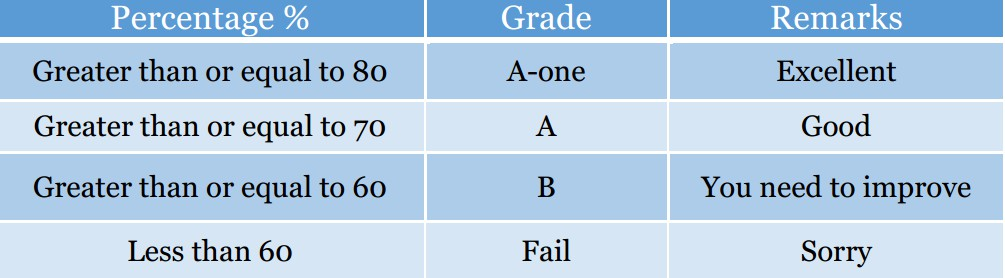 Percentage % Grade Remarks
Greater than or equal to 80 A-one Excellent
Greater than or equal to 70 A Good
Greater than or equal to 60 B You need to improve
Less than 60 Fail Sorry